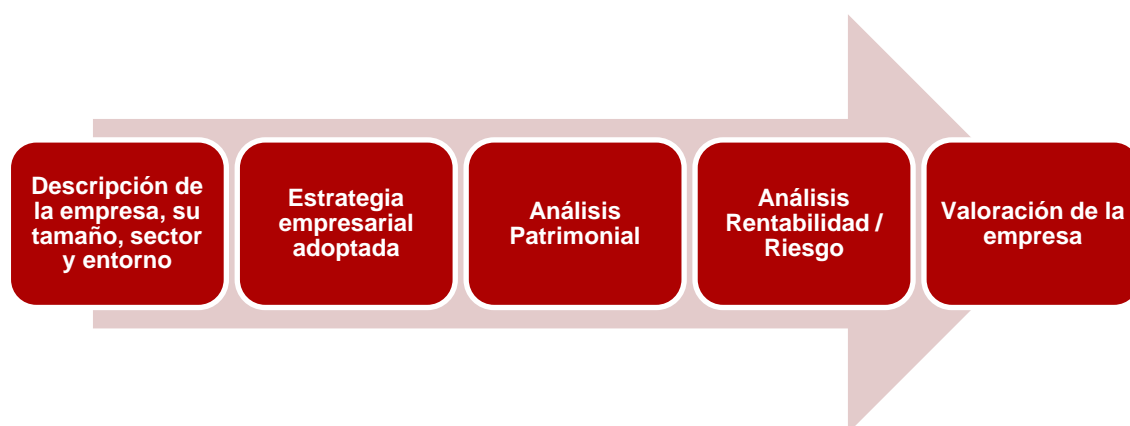 Descripción de
la empresa, su
tamaño, sector
y entorno
Estrategia
empresarial
adoptada
Análisis
Patrimonial
Análisis
Rentabilidad /
Riesgo
Valoración de la
empresa